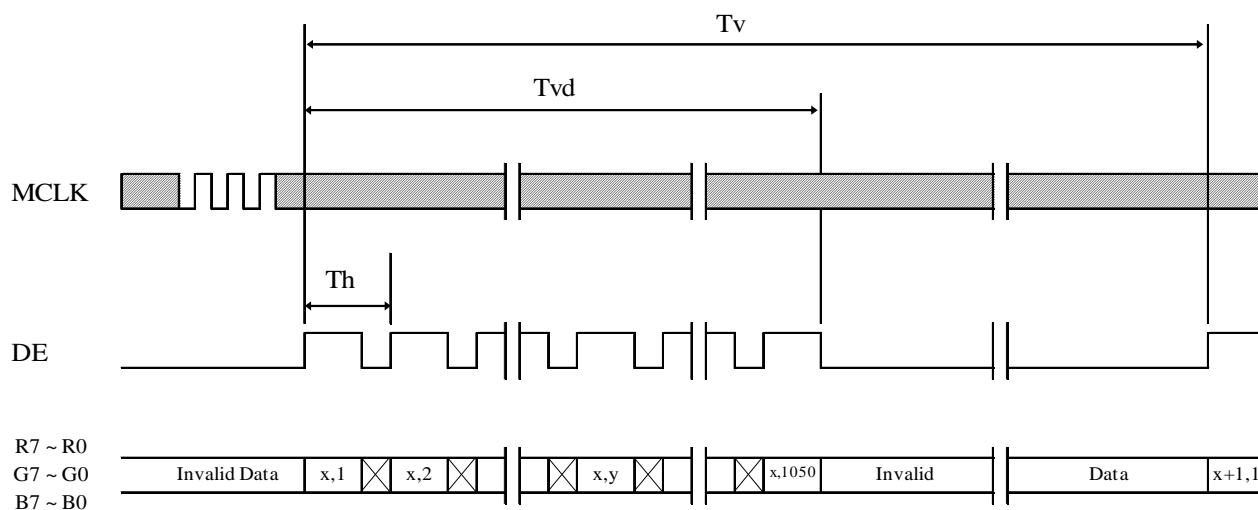 Tv
Tvd
MCLK
Th
DE
R7 ~ R0
G7 ~ G0
B7 ~ B0
Invalid Data
x,1
x,2
x,y
x,1050
Invalid
Data
x+1,1